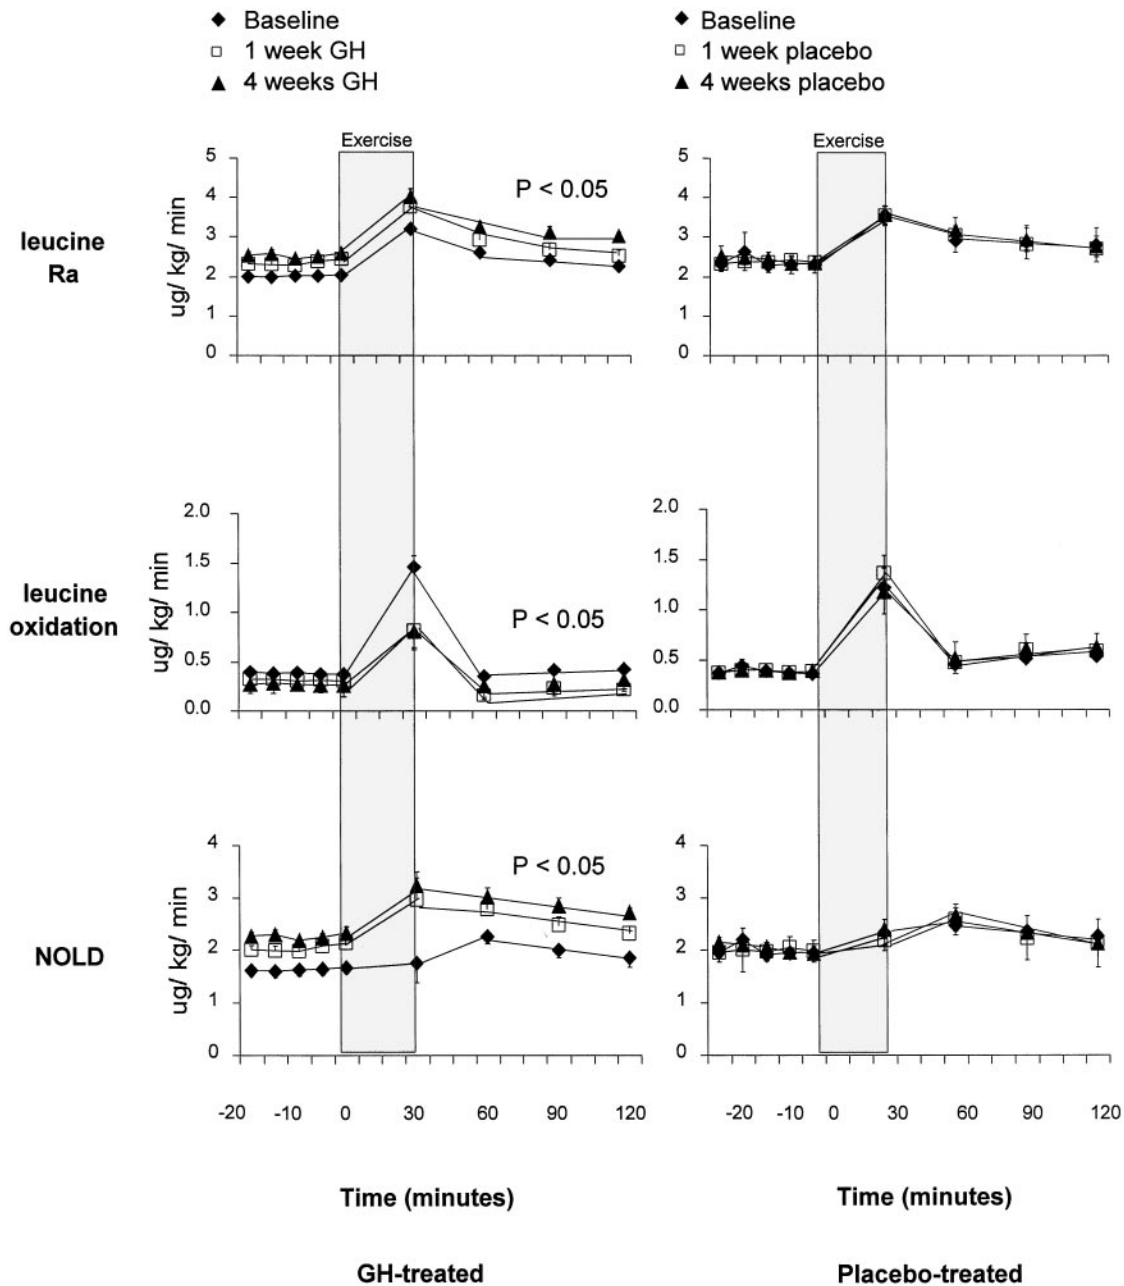 ◆ Baseline
□ 1 week GH
▲ 4 weeks GH
◆ Baseline
□ 1 week placebo
▲ 4 weeks placebo
leucine
Ra
ug/ kg/ min
Exercise
5
4
3
2
1
0
P < 0.05
Exercise
5
4
3
2
1
0
leucine
oxidation
ug/ kg/ min
2.0
1.5
1.0
0.5
0.0
P < 0.05
2.0
1.5
1.0
0.5
0.0
NOLD
ug/ kg/ min
4
3
2
1
0
P < 0.05
4
3
2
1
0
-20 -10 0 30 60 90 120
-20 -10 0 30 60 90 120
Time (minutes)
Time (minutes)
GH-treated
Placebo-treated